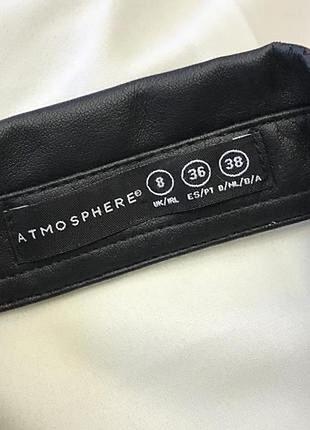 ATMOSPHERE® 8 36 38
UK/IRL ES/PT D/NL/B/A